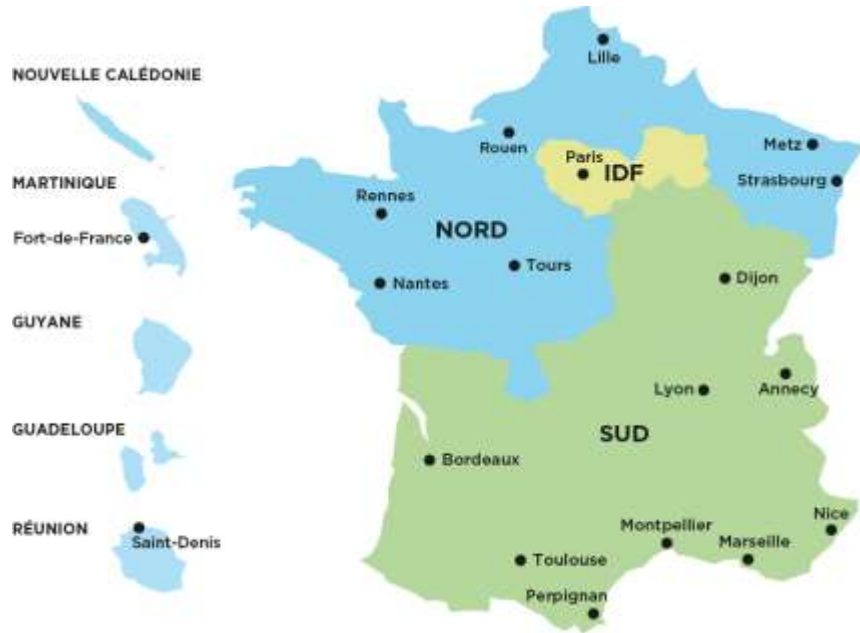 NOUVELLE CALÉDONIE
MARTINIQUE
Fort-de-France
GUYANE
GUADELOUPE
RÉUNION
Saint-Denis
Lille
Rouen
Paris
IDF
Metz
Strasbourg
Rennes
NORD
Tours
Nantes
Dijon
Lyon
Annecy
SUD
Bordeaux
Nice
Montpellier
Marseille
Toulouse
Perpignan